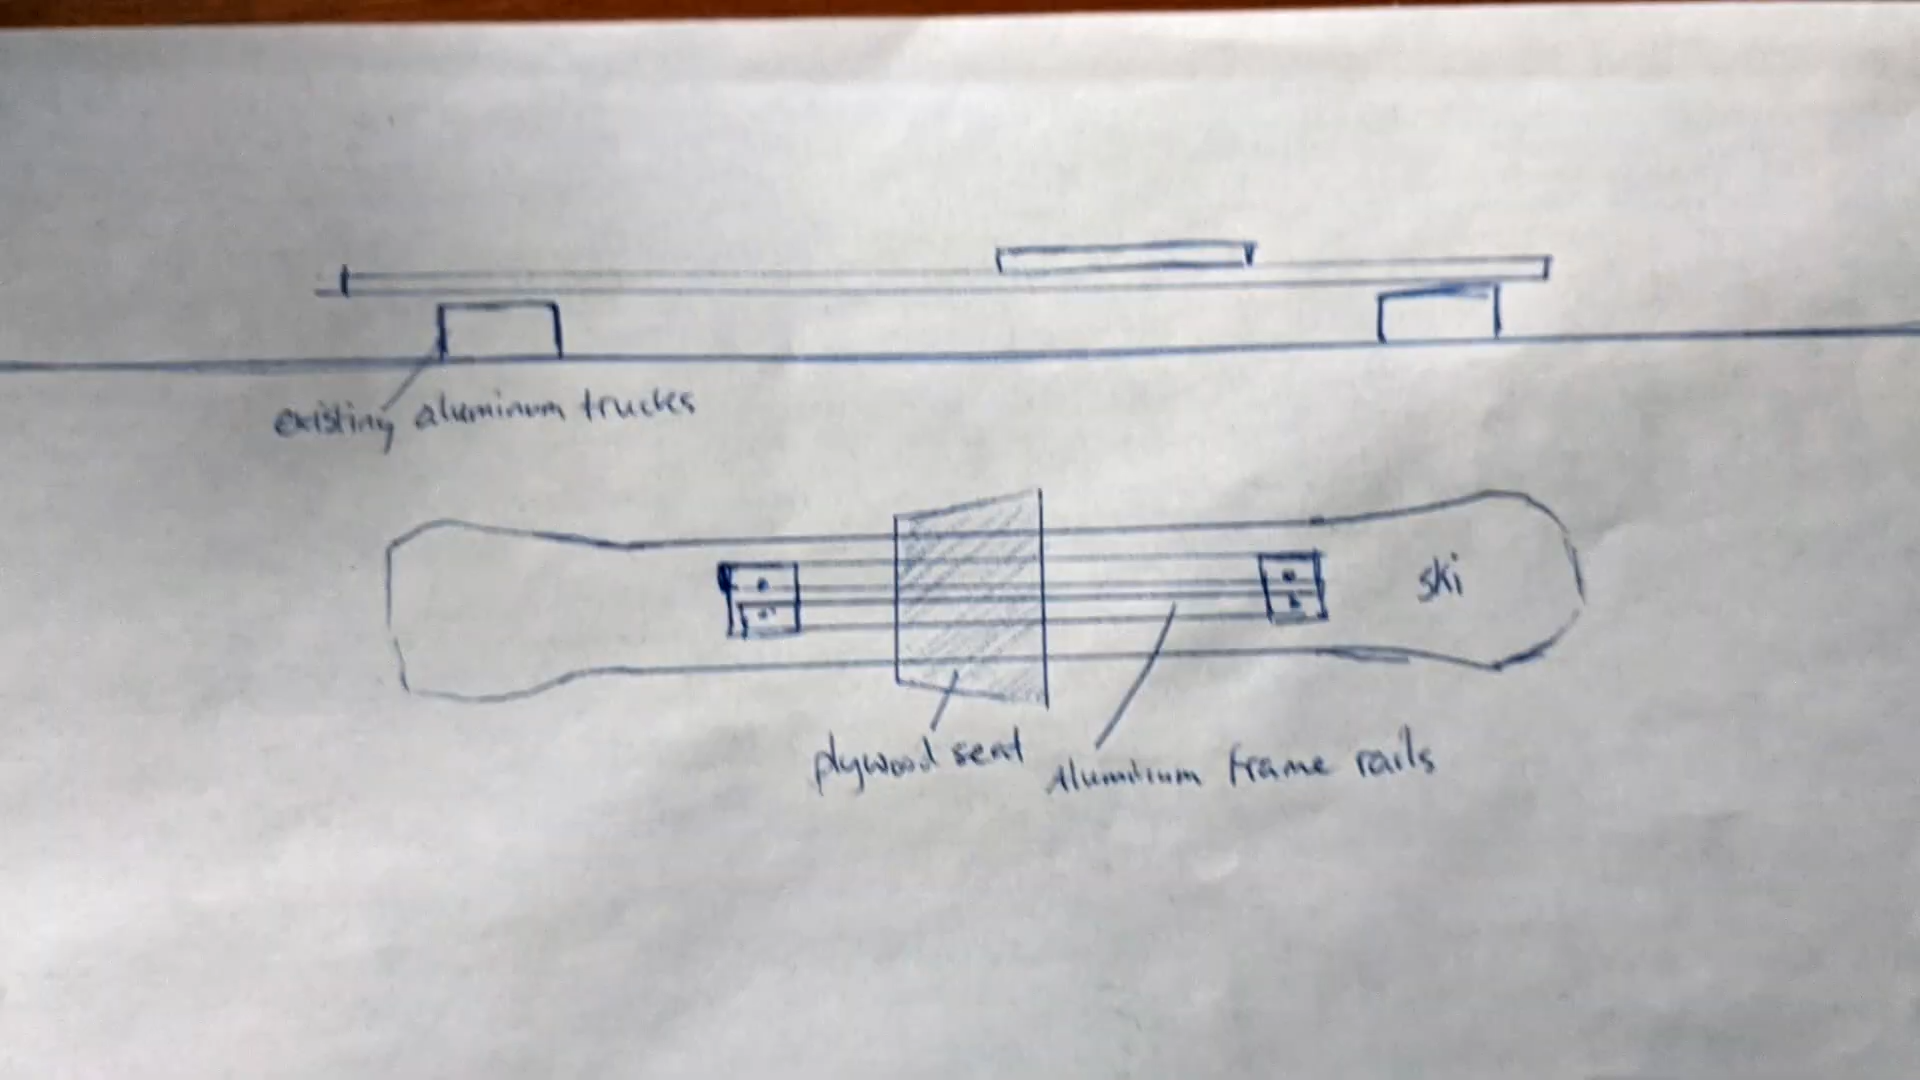 existing aluminum trucks
ski
plywood seat
Aluminum frame rails